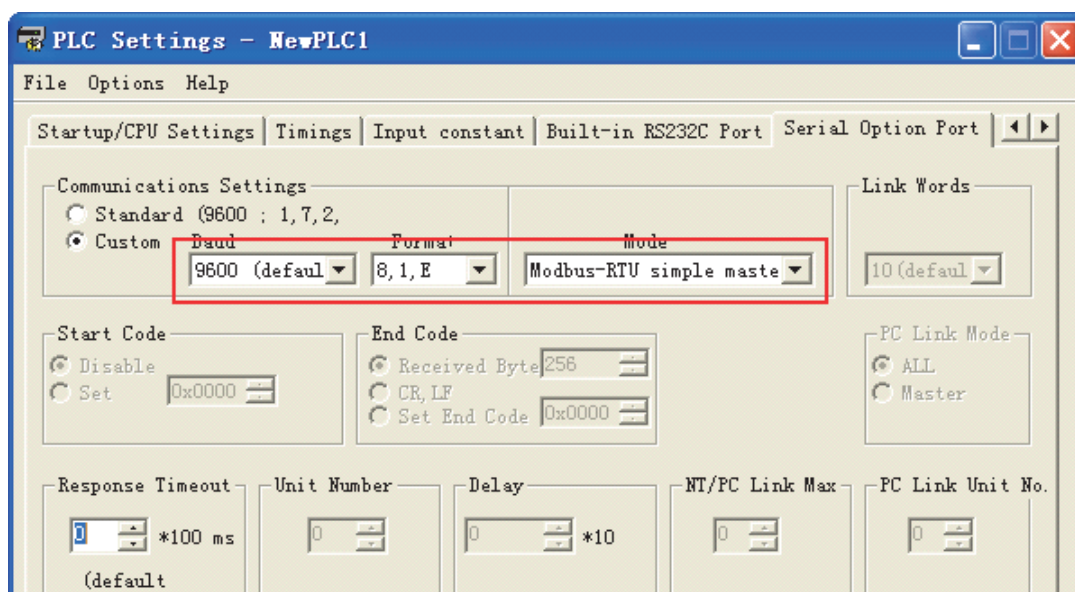 PLC Settings - NewPLC1
File Options Help
Startup/CPU Settings Timings Input constant Built-in RS232C Port Serial Option Port
Communications Settings
Link Words
Standard (9600 ; 1,7,2,
Custom Baud Format Mode
9600 (defaul 8,1,E Modbus-RTU simple maste 10 (defaul
Start Code End Code PC Link Mode
Disable Received Byte 256 ALL
Set 0x0000 CR,LF Master
Set End Code 0x0000
Response Timeout Unit Number Delay NT/PC Link Max PC Link Unit No.
0 *100 ms 0 0 *10 0 0
(default